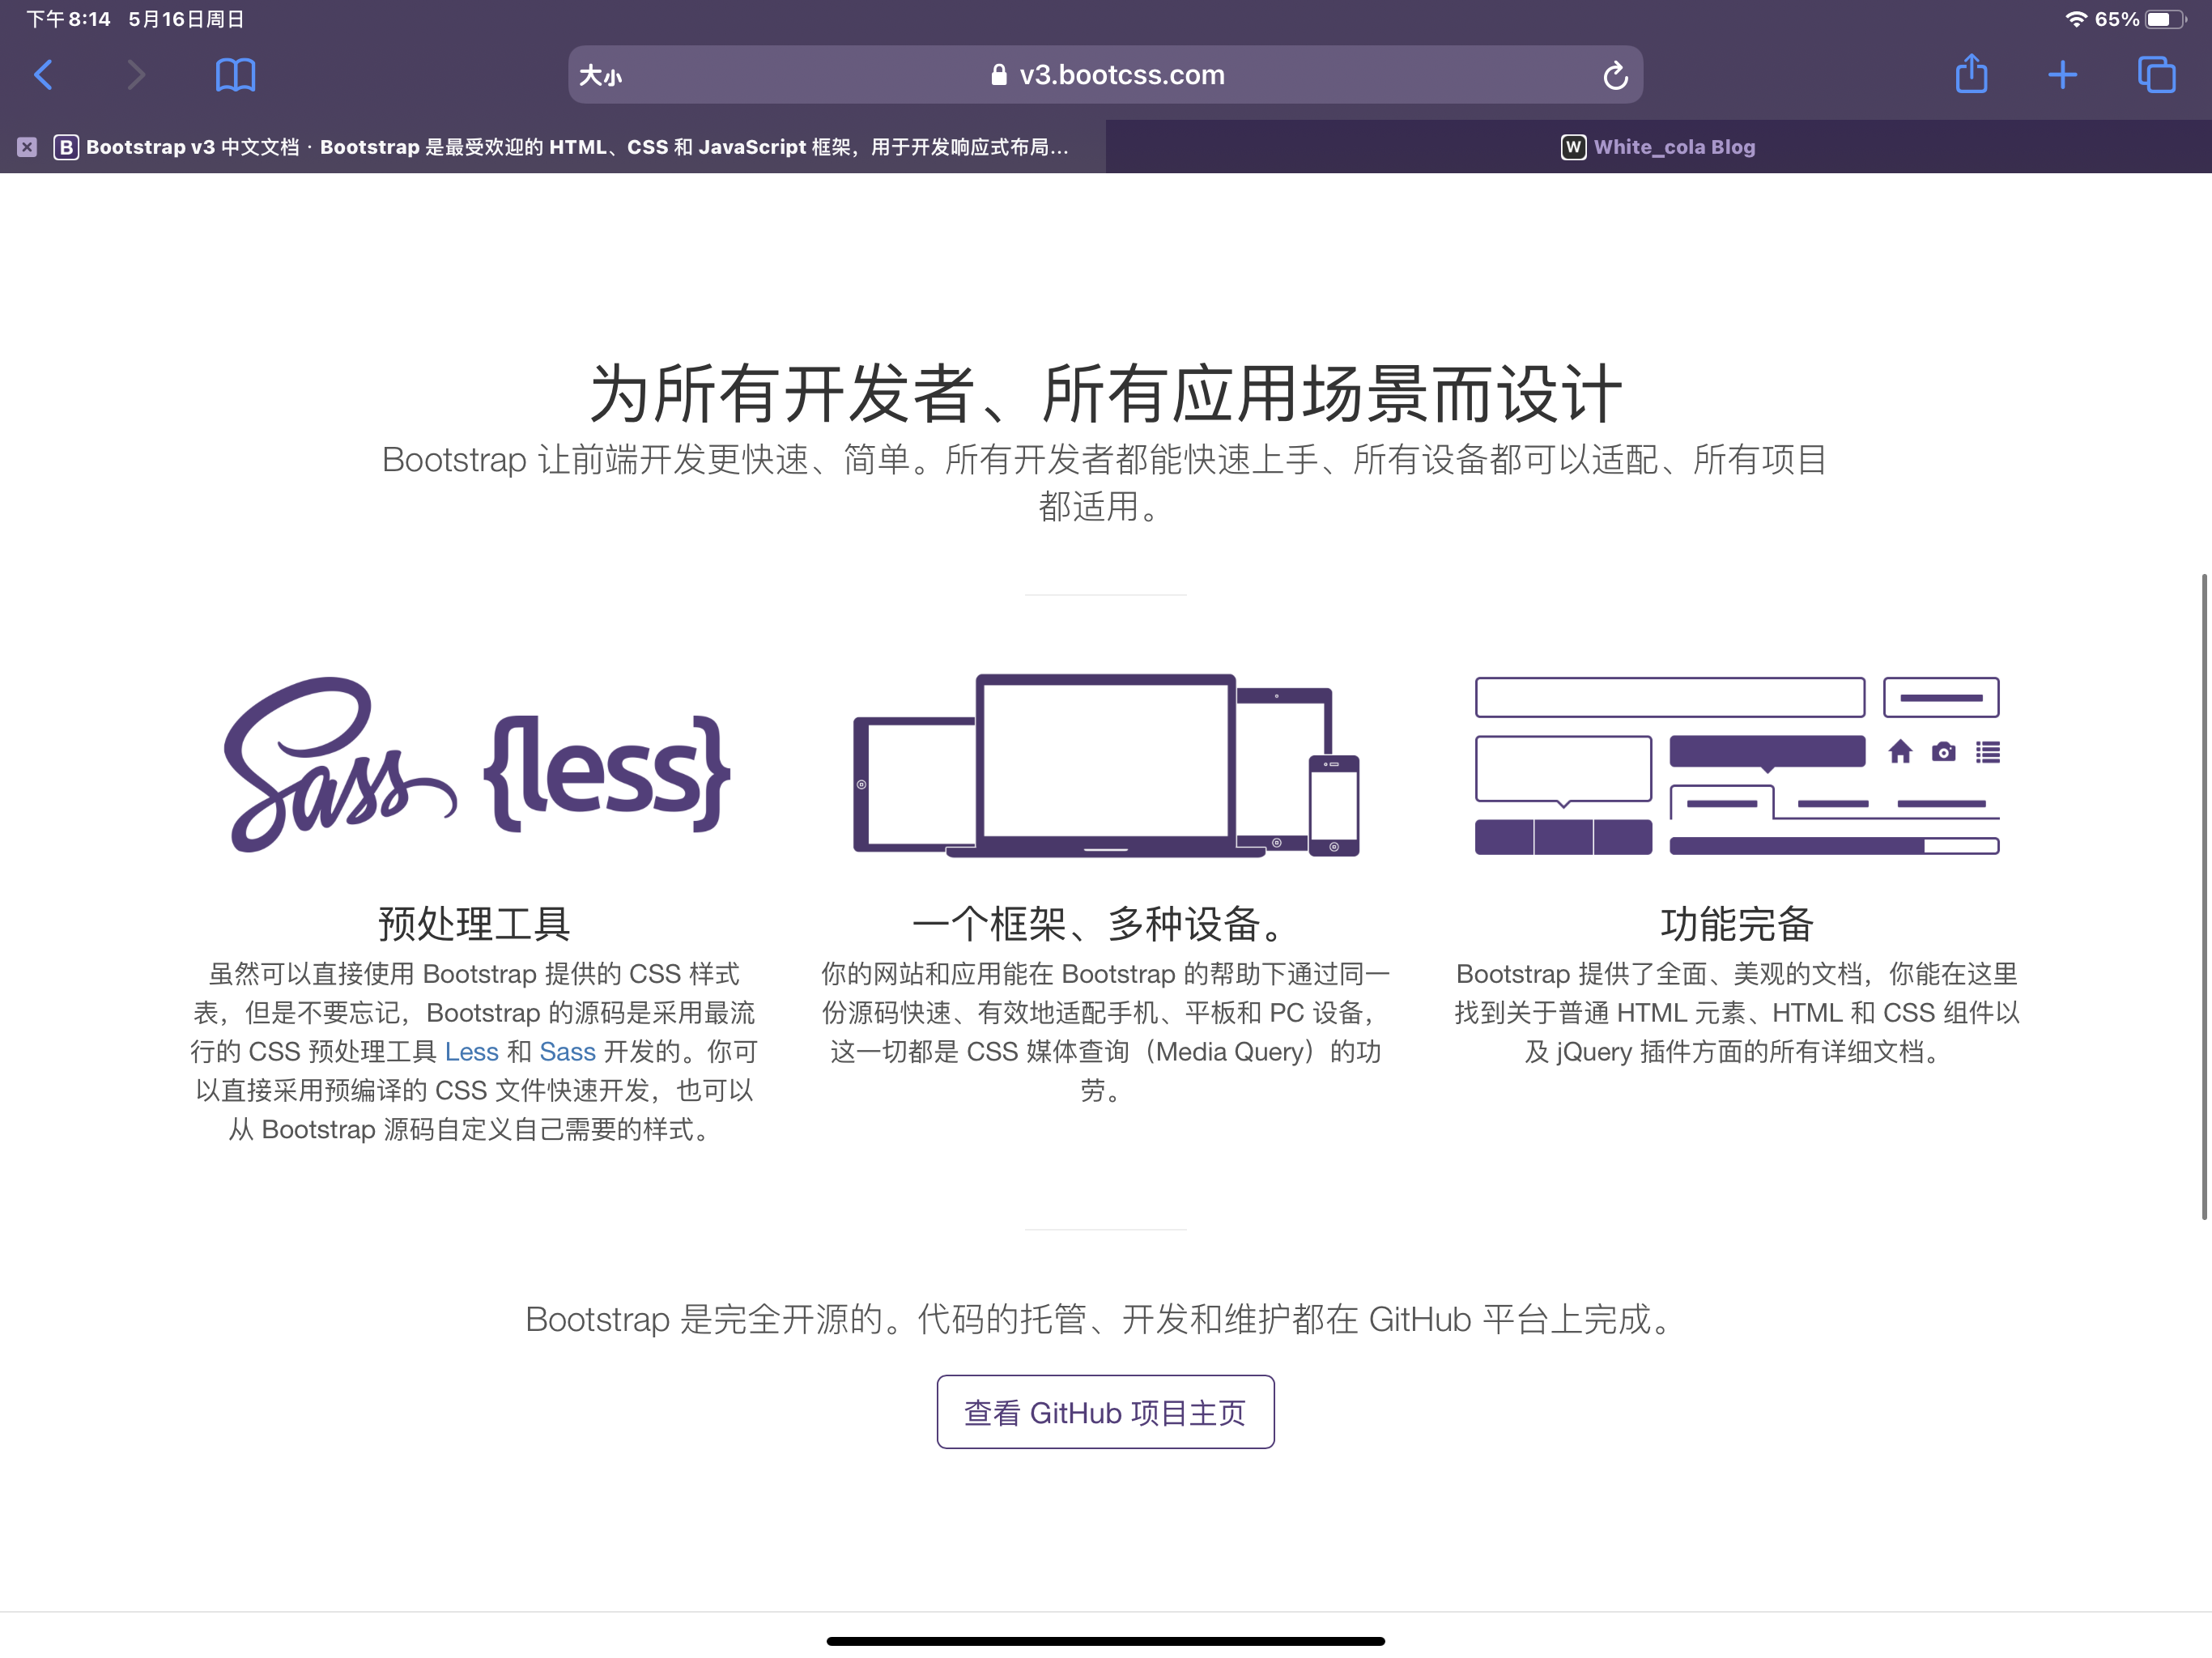 下午8:14 5月16日周日
65%
大小
v3.bootcss.com
B Bootstrap v3 中文文档 · Bootstrap 是最受欢迎的 HTML、CSS 和 JavaScript 框架，用于开发响应式布局...
W White_cola Blog
为所有开发者、所有应用场景而设计
Bootstrap 让前端开发更快速、简单。所有开发者都能快速上手、所有设备都可以适配、所有项目
都适用。
Sass {less}
预处理工具
虽然可以直接使用 Bootstrap 提供的 CSS 样式
表，但是不要忘记，Bootstrap 的源码是采用最流
行的 CSS 预处理工具 Less 和 Sass 开发的。你可
以直接采用预编译的 CSS 文件快速开发，也可以
从 Bootstrap 源码自定义自己需要的样式。
一个框架、多种设备。
你的网站和应用能在 Bootstrap 的帮助下通过同一
份源码快速、有效地适配手机、平板和 PC 设备，
这一切都是 CSS 媒体查询（Media Query）的功
劳。
功能完备
Bootstrap 提供了全面、美观的文档，你能在这里
找到关于普通 HTML 元素、HTML 和 CSS 组件以
及 jQuery 插件方面的所有详细文档。
Bootstrap 是完全开源的。代码的托管、开发和维护都在 GitHub 平台上完成。
查看 GitHub 项目主页